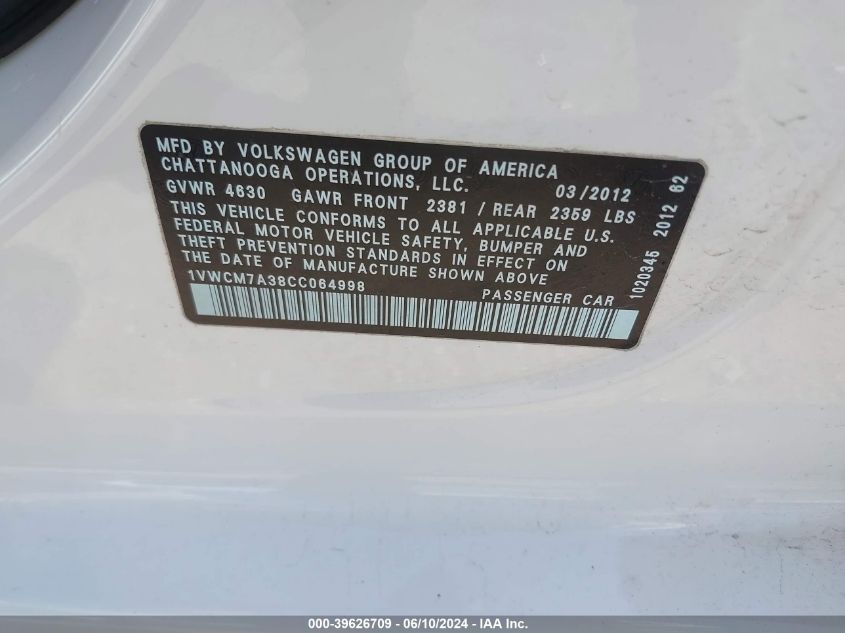 MFD BY VOLKSWAGEN GROUP OF AMERICA
CHATTANOOGA OPERATIONS, LLC. 03/2012
GVWR 4630 GAWR FRONT 2381 / REAR 2359 LBS
THIS VEHICLE CONFORMS TO ALL APPLICABLE U.S.
FEDERAL MOTOR VEHICLE SAFETY, BUMPER AND
THEFT PREVENTION STANDARDS IN EFFECT ON
THE DATE OF MANUFACTURE SHOWN ABOVE
1VWCM7A38CC064998 PASSENGER CAR
1020345 2012 62
000-39626709 - 06/10/2024 - IAA Inc.